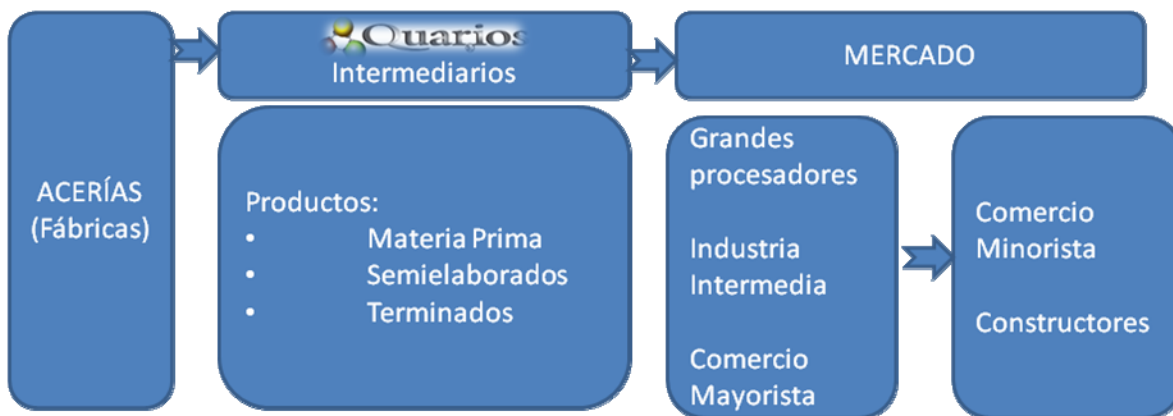 ACERÍAS
(Fábricas)
Quarios
Intermediarios
MERCADO
Productos:
• Materia Prima
• Semielaborados
• Terminados
Grandes
procesadores
Industria
Intermedia
Comercio
Mayorista
Comercio
Minorista
Constructores